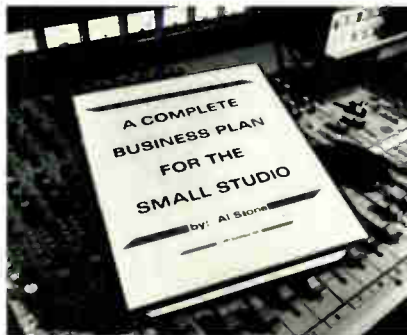 A COMPLETE
BUSINESS PLAN
FOR THE
SMALL STUDIO
by: Al Stone